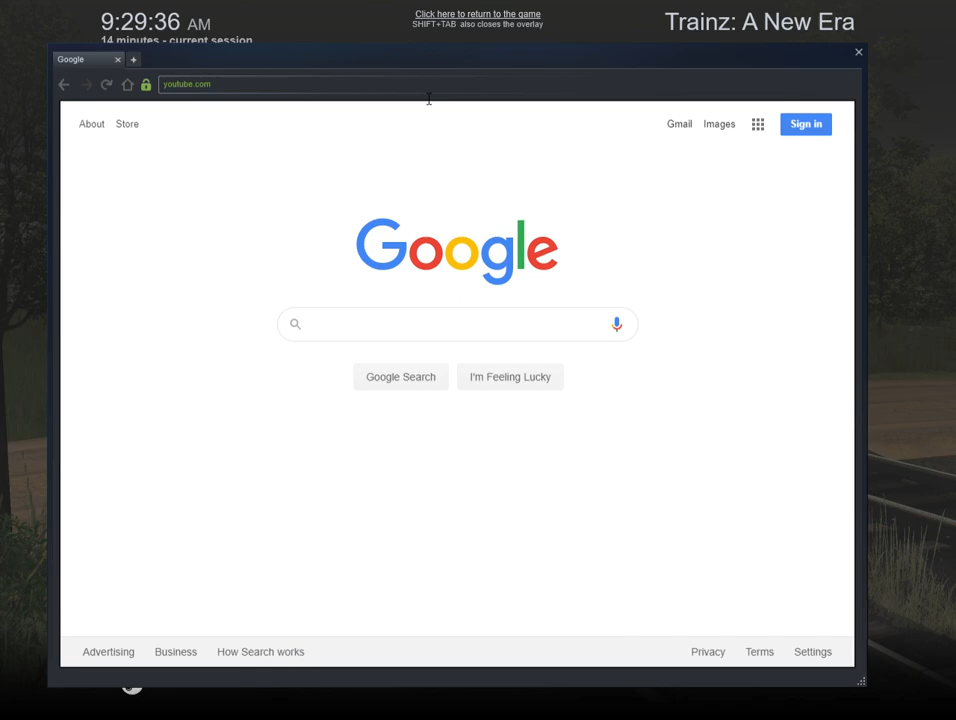 9:29:36 AM
14 minutes - current session
Click here to return to the game
SHIFT+TAB also closes the overlay
Trainz: A New Era
Google
youtube.com
About Store
Gmail Images Sign in
Google
Google Search I'm Feeling Lucky
Advertising Business How Search works
Privacy Terms Settings